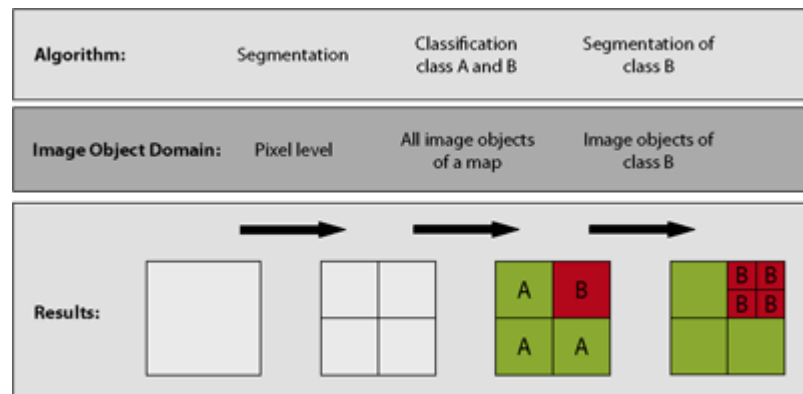 Algorithm:
Segmentation
Classification
class A and B
Segmentation of
class B
Image Object Domain:
Pixel level
All image objects
of a map
Image objects of
class B
Results:
A B
A A
B B
B B